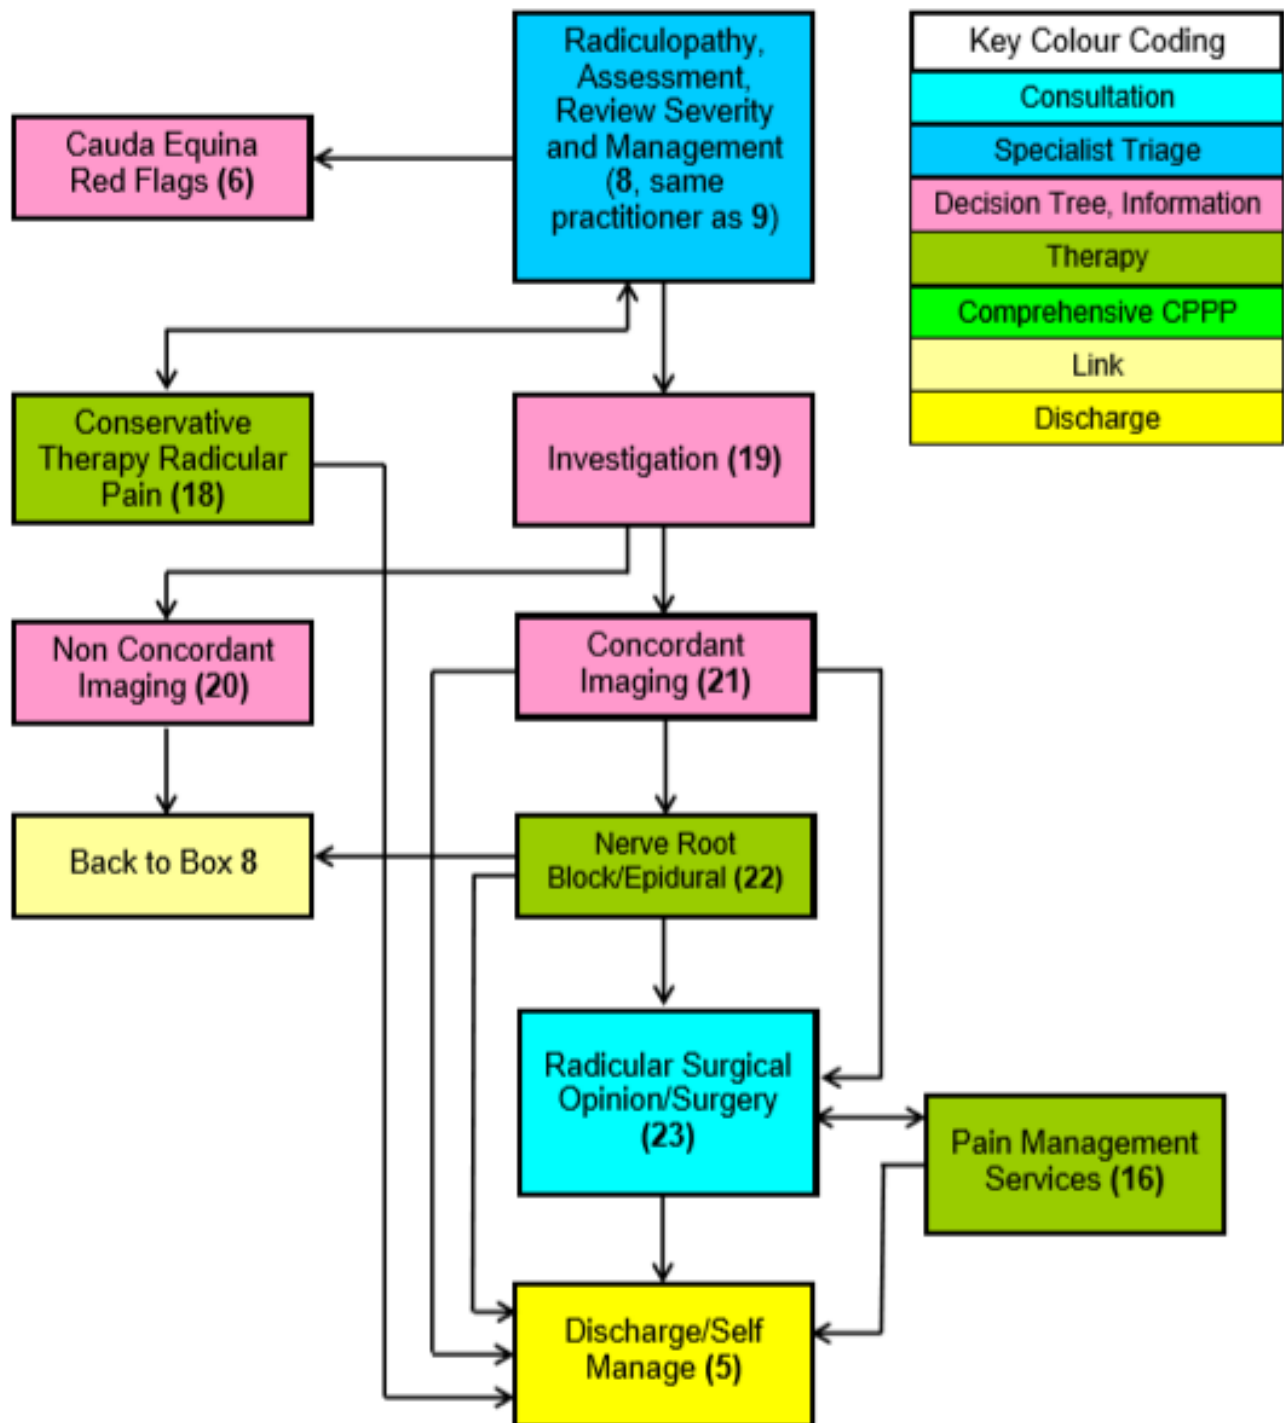 Radiculopathy,
Assessment,
Review Severity
and Management
(8, same
practitioner as 9)
Key Colour Coding
Consultation
Specialist Triage
Decision Tree, Information
Therapy
Comprehensive CPPP
Link
Discharge
Cauda Equina
Red Flags (6)
Conservative
Therapy Radicular
Pain (18)
Investigation (19)
Non Concordant
Imaging (20)
Concordant
Imaging (21)
Back to Box 8
Nerve Root
Block/Epidural (22)
Radicular Surgical
Opinion/Surgery
(23)
Pain Management
Services (16)
Discharge/Self
Manage (5)